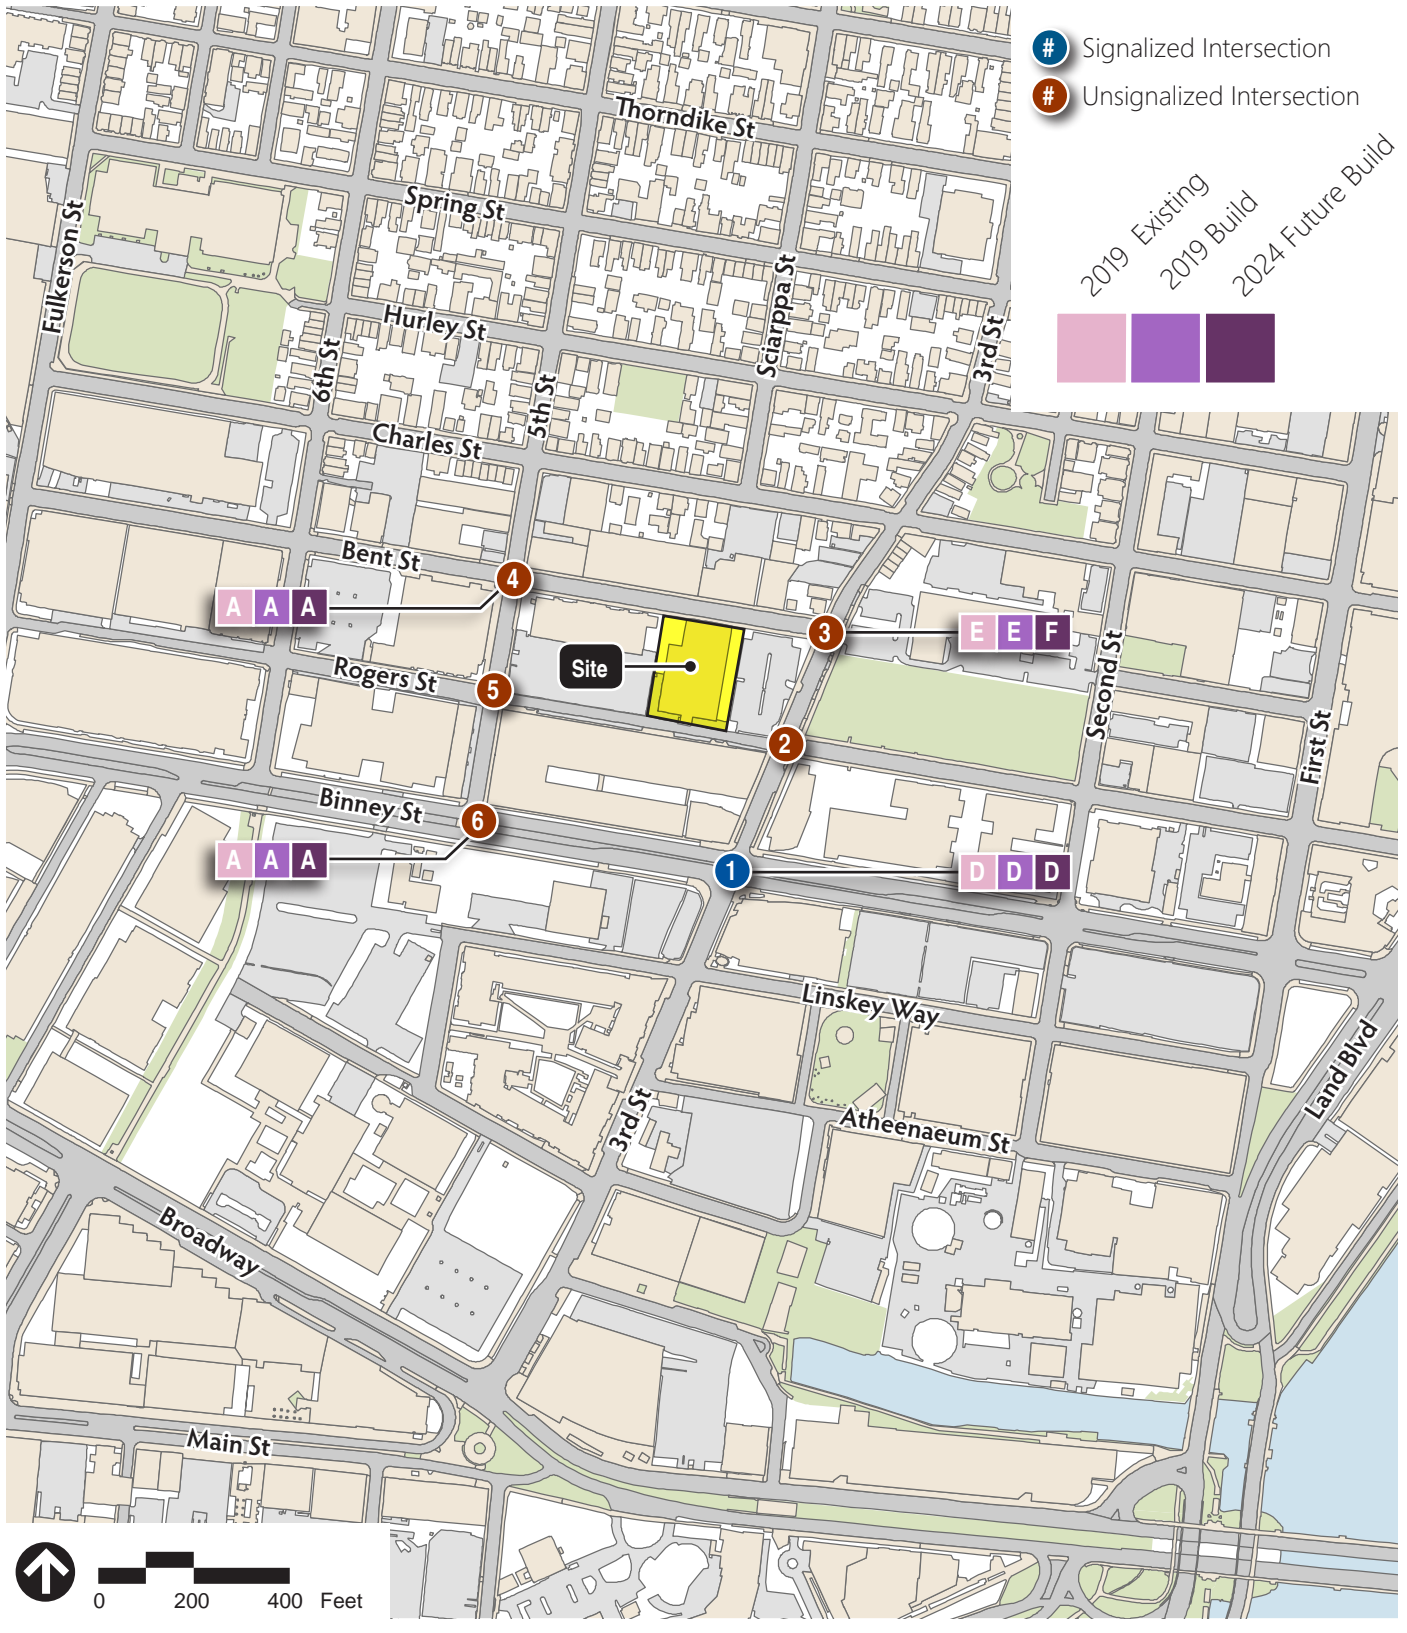 # Signalized Intersection
# Unsignalized Intersection
2019 Existing
2019 Build
2024 Future Build
Thorndike St
Spring St
Fulkerson St
Sciarppa St
Hurley St
3rd St
6th St
5th St
Charles St
Bent St
4
A A A
3
E E F
Site
Rogers St
5
Second St
2
First St
Binney St
6
A A A
1
D D D
Linskey Way
Land Blvd
3rd St
Atheenaeum St
Broadway
Main St
0 200 400 Feet